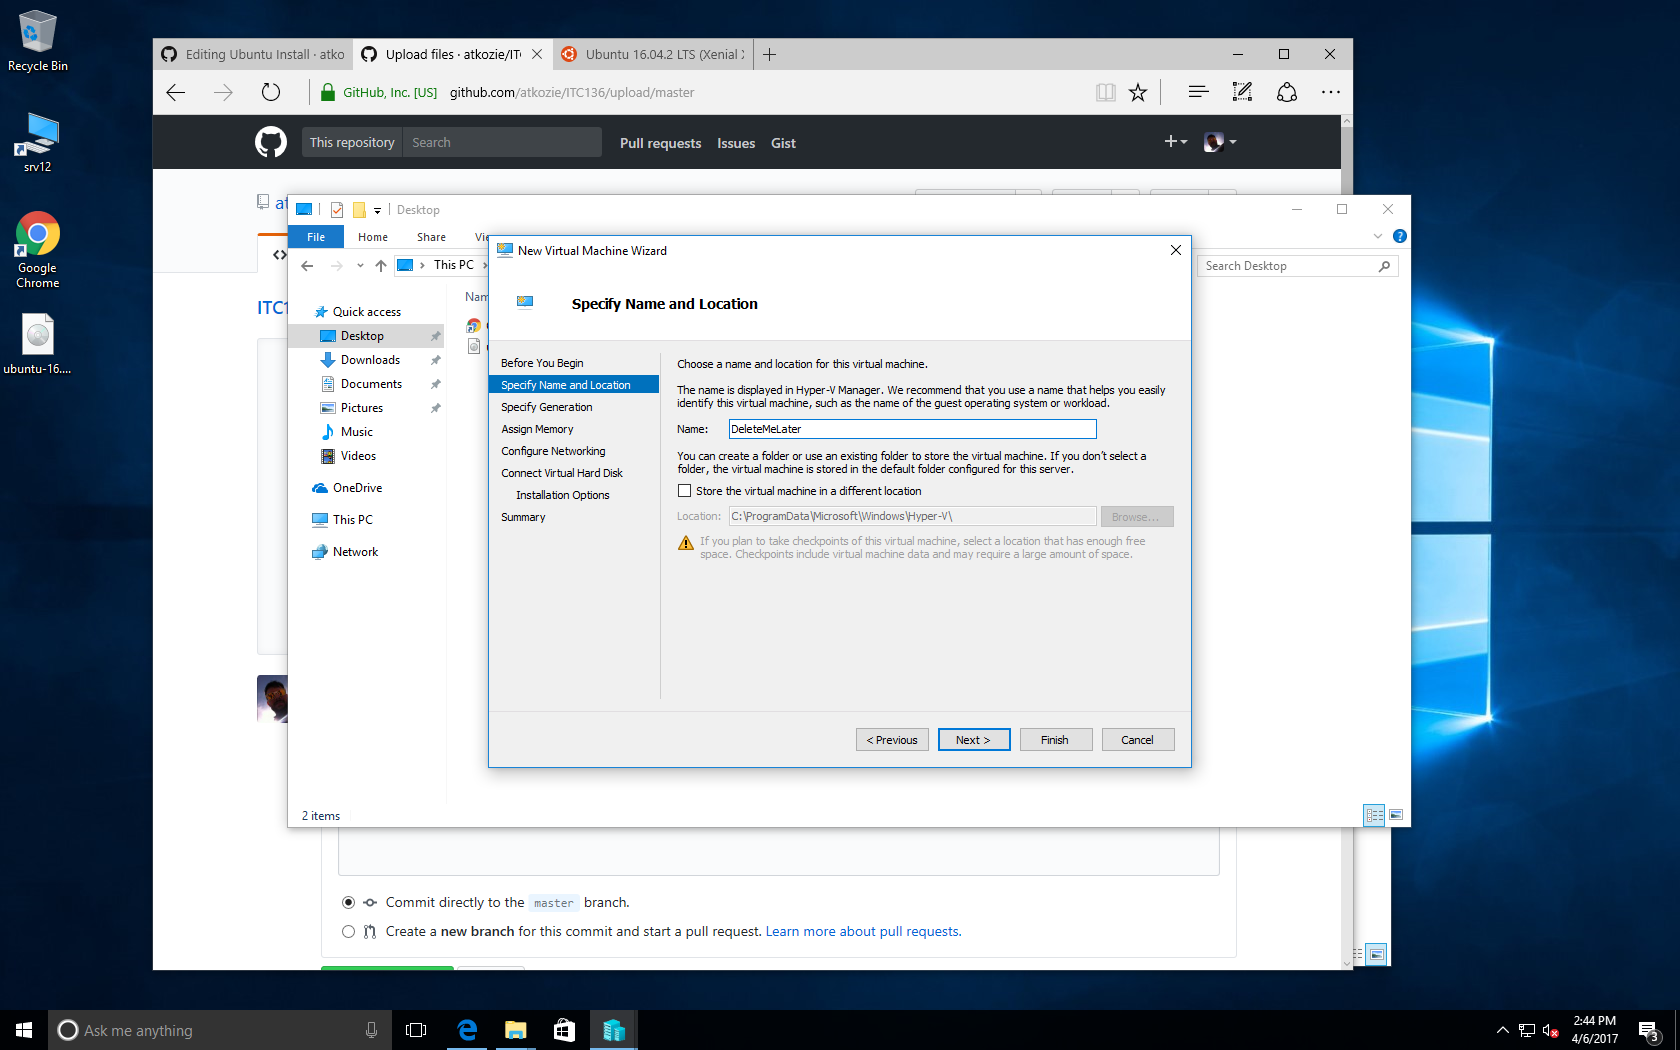 Recycle Bin
srv12
Google
Chrome
ubuntu-16....
Editing Ubuntu Install · atko
Upload files · atkozie/IT
Ubuntu 16.04.2 LTS (Xenial
GitHub, Inc. [US]
github.com/atkozie/ITC136/upload/master
This repository
Search
Pull requests
Issues
Gist
at
ITC1
Desktop
File
Home
Share
Vie
This PC
Search Desktop
Nam
Quick access
Desktop
Downloads
Documents
Pictures
Music
Videos
OneDrive
This PC
Network
2 items
New Virtual Machine Wizard
Specify Name and Location
Before You Begin
Specify Name and Location
Specify Generation
Assign Memory
Configure Networking
Connect Virtual Hard Disk
Installation Options
Summary
Choose a name and location for this virtual machine.
The name is displayed in Hyper-V Manager. We recommend that you use a name that helps you easily
identify this virtual machine, such as the name of the guest operating system or workload.
Name:
DeleteMeLater
You can create a folder or use an existing folder to store the virtual machine. If you don't select a
folder, the virtual machine is stored in the default folder configured for this server.
Store the virtual machine in a different location
Location:
C:\ProgramData\Microsoft\Windows\Hyper-V\
Browse...
If you plan to take checkpoints of this virtual machine, select a location that has enough free
space. Checkpoints include virtual machine data and may require a large amount of space.
< Previous
Next >
Finish
Cancel
Commit directly to the master branch.
Create a new branch for this commit and start a pull request. Learn more about pull requests.
Ask me anything
2:44 PM
4/6/2017
3